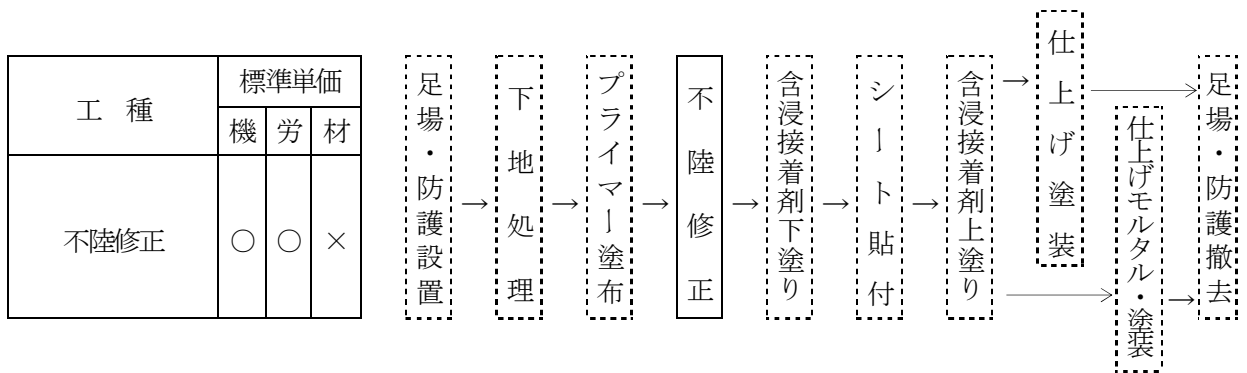 工種
標準単価
機 労 材
不陸修正 ○ ○ ×
足場・防護設置
→
下地処理
→
プライマー塗布
→
不陸修正
→
含浸接着剤下塗り
→
シート貼付
→
含浸接着剤上塗り
→
仕上げ塗装
→
仕上げモルタル・塗装
→
足場・防護撤去